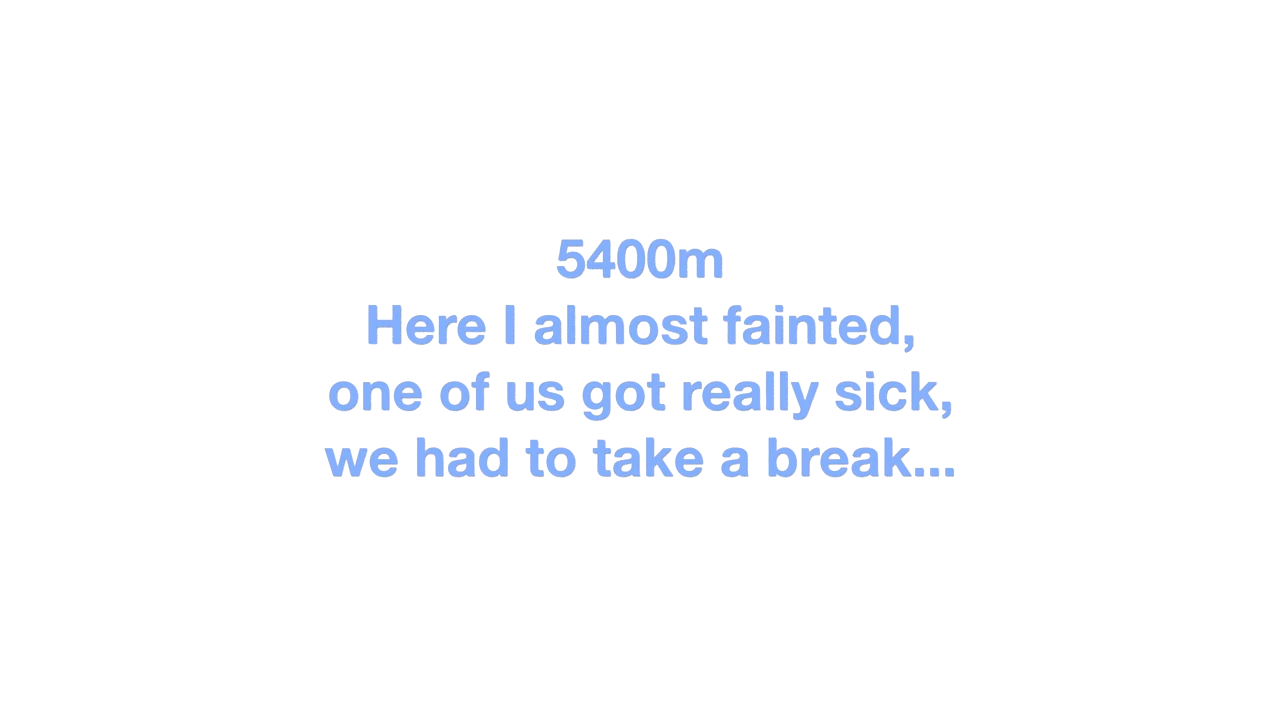 5400m
Here I almost fainted,
one of us got really sick,
we had to take a break...